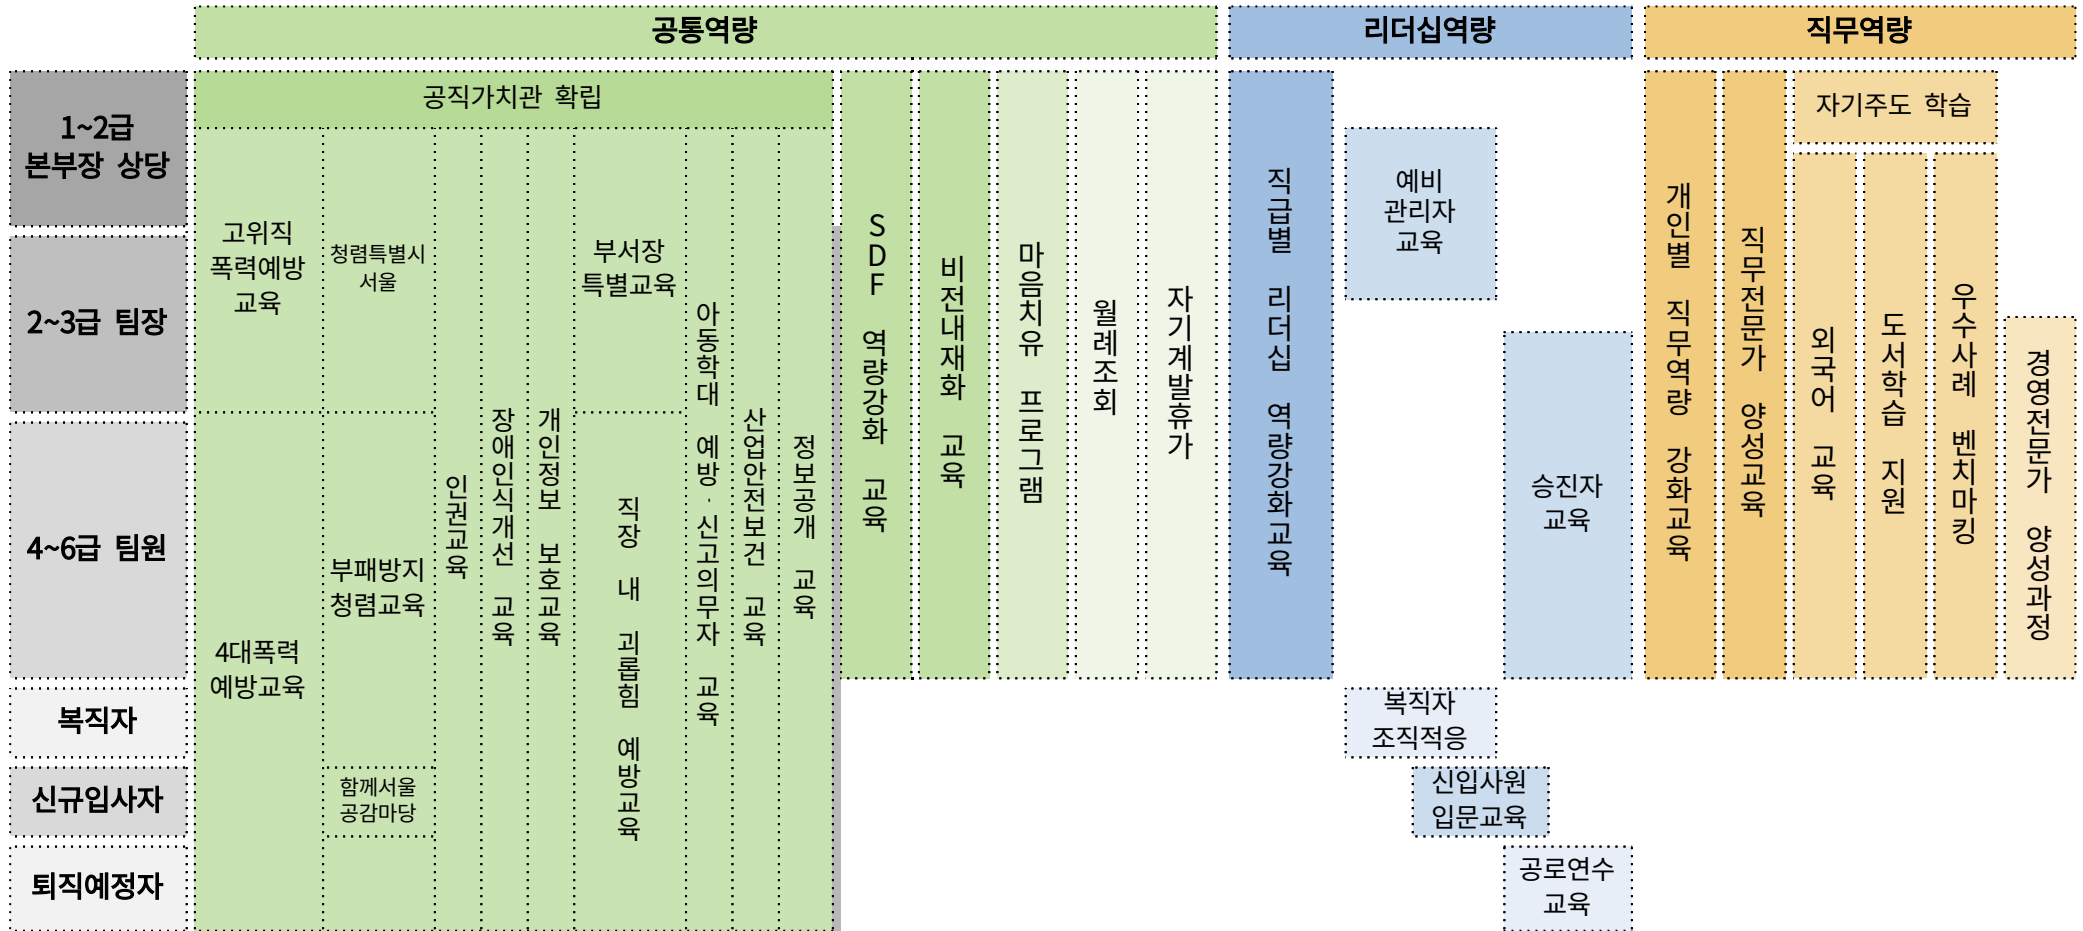 공통역량
리더십역량
직무역량
1~2급
본부장 상당
2~3급 팀장
4~6급 팀원
복직자
신규입사자
퇴직예정자
공직가치관 확립
고위직
폭력예방
교육
4대폭력
예방교육
청렴특별시
서울
부패방지
청렴교육
함께서울
공감마당
인권교육
장애인식개선 교육
개인정보 보호교육
부서장
특별교육
직장 내 괴롭힘 예방교육
아동학대 예방·신고의무자 교육
산업안전보건 교육
정보공개 교육
SDF 역량강화 교육
비전내재화 교육
마음치유 프로그램
월례조회
자기계발휴가
직급별 리더십 역량강화교육
예비
관리자
교육
승진자
교육
복직자
조직적응
신입사원
입문교육
공로연수
교육
개인별 직무역량 강화교육
직무전문가 양성교육
자기주도 학습
외국어 교육
도서학습 지원
우수사례 벤치마킹
경영전문가 양성과정